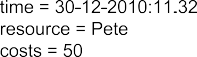 time = 30-12-2010:11.32
resource = Pete
costs = 50